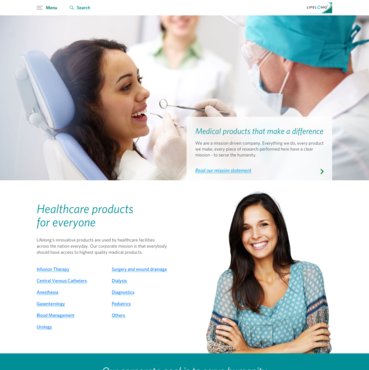 Menu
Search
LIFELONG
Medical products that make a difference
We are a mission driven company. Everything we do, every product
we make, every piece of research performed here have a clear
mission - to serve the humanity.
Read our mission statement
Healthcare products
for everyone
Lifelong's innovative products are used by healthcare facilities
across the nation everyday. Our corporate mission is that everybody
should have access to highest quality medical products.
Infusion Therapy
Surgery and wound drainage
Central Venous Catheters
Dialysis
Anesthesia
Diagnostics
Gasenterology
Pediatrics
Blood Management
Others
Urology